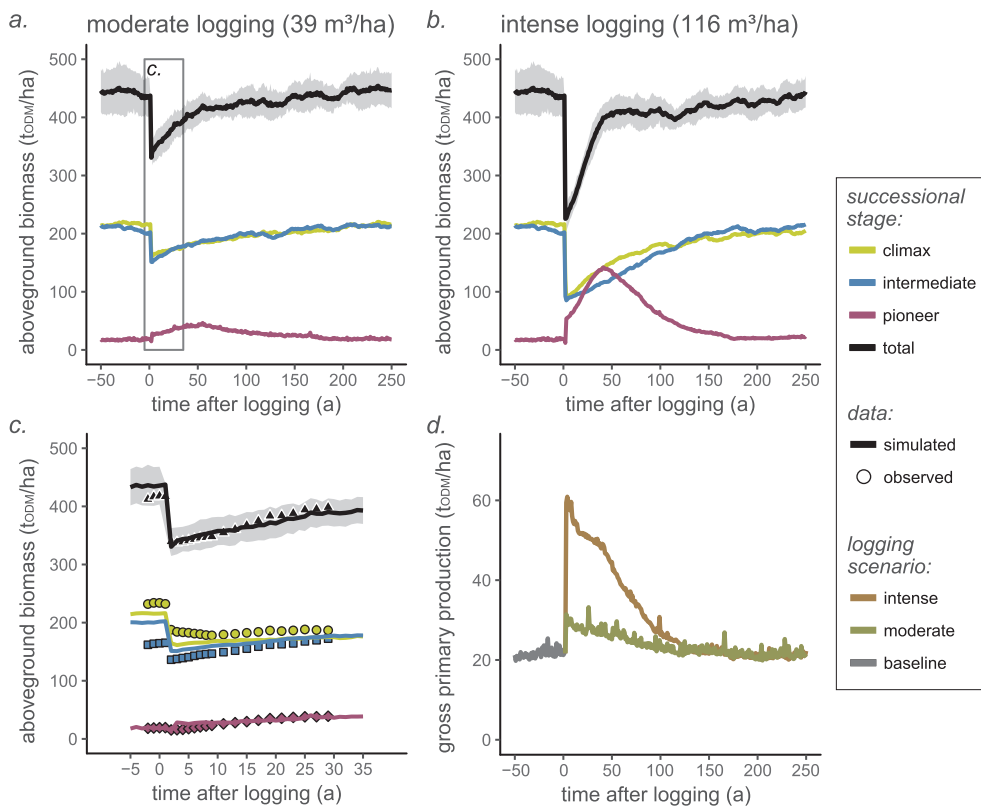 a.
moderate logging (39 m³/ha)
aboveground biomass (tODM/ha)
500
400
300
200
100
0
c.
−50
0
50
100
150
200
250
time after logging (a)
b.
intense logging (116 m³/ha)
aboveground biomass (tODM/ha)
500
400
300
200
100
0
−50
0
50
100
150
200
250
time after logging (a)
c.
aboveground biomass (tODM/ha)
500
400
300
200
100
0
−5
0
5
10
15
20
25
30
35
time after logging (a)
d.
gross primary production (tODM/ha)
60
40
20
0
−50
0
50
100
150
200
250
time after logging (a)
successional
stage:
climax
intermediate
pioneer
total
data:
simulated
observed
logging
scenario:
intense
moderate
baseline